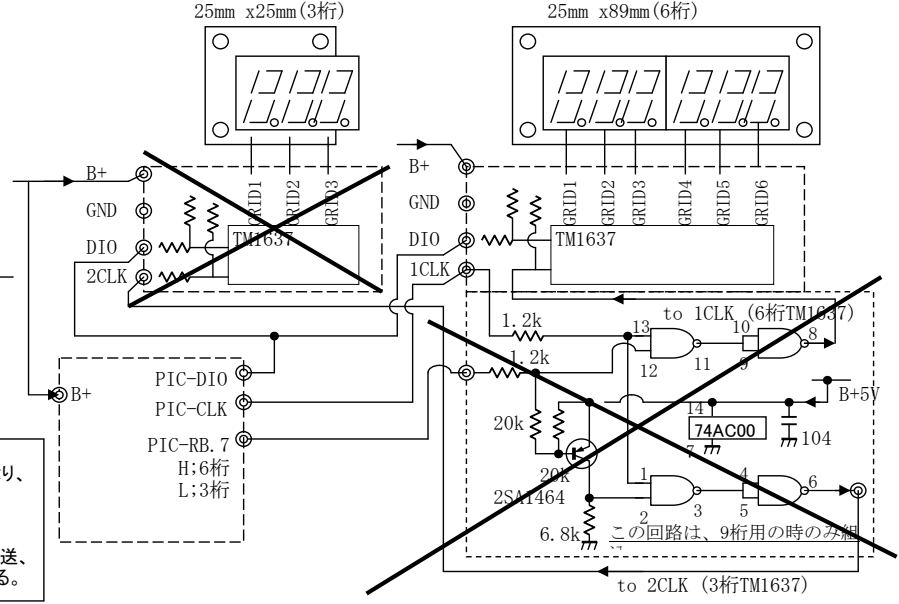 25mm x25mm(3桁)
25mm x89mm(6桁)
B+
GND
DIO
2CLK
GRID1
GRID2
GRID3
TM1637
B+
GND
DIO
1CLK
GRID1
GRID2
GRID3
GRID4
GRID5
GRID6
TM1637
to 1CLK (6桁TM1637)
1.2k
13
12
11
10
9
8
1.2k
B+
PIC-DIO
PIC-CLK
PIC-RB.7
H;6桁
L;3桁
20k
20k
2SA1464
6.8k
14
74AC00
7
B+5V
104
1
2
3
4
5
6
この回路は、9桁用の時のみ組
to 2CLK (3桁TM1637)
り、
送、
る。